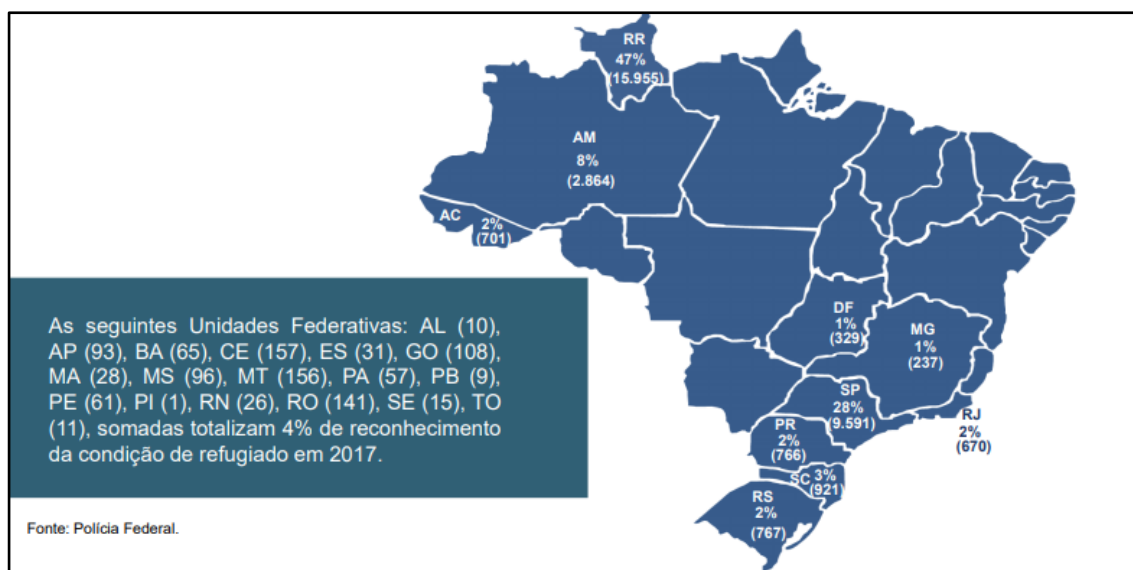 RR
47%
(15.955)
AM
8%
(2.864)
AC
2%
(701)
DF
1%
(329)
MG
1%
(237)
SP
28%
(9.591)
RJ
2%
(670)
PR
2%
(766)
SC
3%
(921)
RS
2%
(767)
As seguintes Unidades Federativas: AL (10),
AP (93), BA (65), CE (157), ES (31), GO (108),
MA (28), MS (96), MT (156), PA (57), PB (9),
PE (61), PI (1), RN (26), RO (141), SE (15), TO
(11), somadas totalizam 4% de reconhecimento
da condição de refugiado em 2017.
Fonte: Polícia Federal.